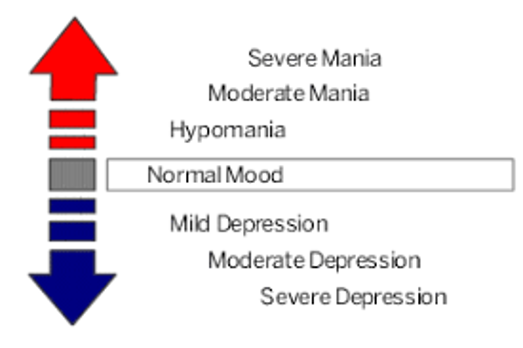 Severe Mania
Moderate Mania
Hypomania
Normal Mood
Mild Depression
Moderate Depression
Severe Depression